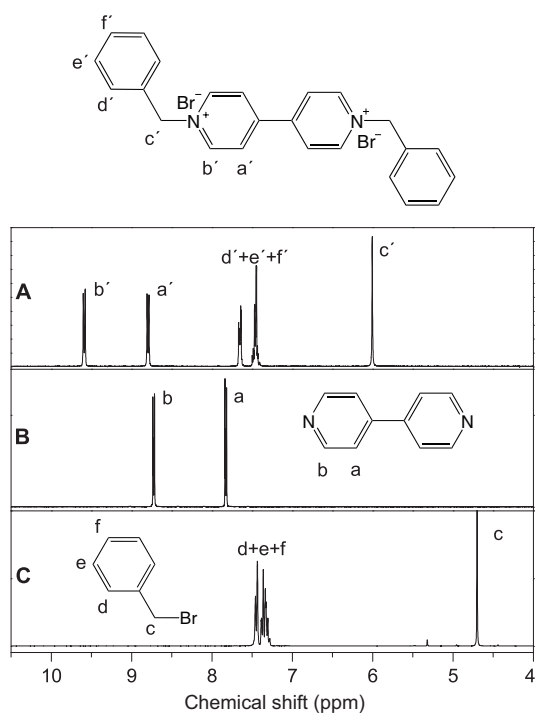 f´
e´
d´
c´
Br⁻
N⁺
N⁺
Br⁻
b´ a´
A
b´
a´
d´+e´+f´
c´
B
b
a
N
N
b a
C
f
e
d
c
Br
d+e+f
c
10 9 8 7 6 5 4
Chemical shift (ppm)